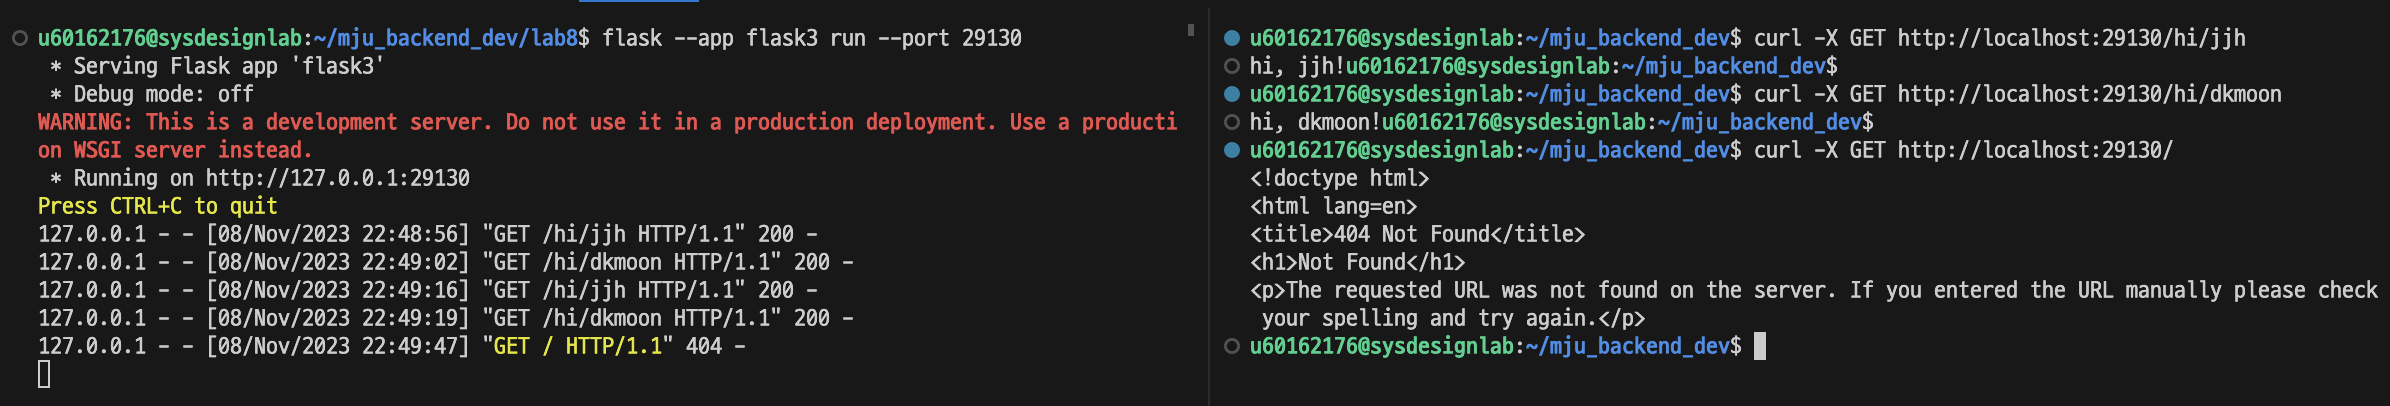 u60162176@sysdesignlab:~/mju_backend_dev/lab8$ flask --app flask3 run --port 29130
 * Serving Flask app 'flask3'
 * Debug mode: off
WARNING: This is a development server. Do not use it in a production deployment. Use a producti
on WSGI server instead.
 * Running on http://127.0.0.1:29130
Press CTRL+C to quit
127.0.0.1 - - [08/Nov/2023 22:48:56] "GET /hi/jjh HTTP/1.1" 200 -
127.0.0.1 - - [08/Nov/2023 22:49:02] "GET /hi/dkmoon HTTP/1.1" 200 -
127.0.0.1 - - [08/Nov/2023 22:49:16] "GET /hi/jjh HTTP/1.1" 200 -
127.0.0.1 - - [08/Nov/2023 22:49:19] "GET /hi/dkmoon HTTP/1.1" 200 -
127.0.0.1 - - [08/Nov/2023 22:49:47] "GET / HTTP/1.1" 404 -
u60162176@sysdesignlab:~/mju_backend_dev$ curl -X GET http://localhost:29130/hi/jjh
hi, jjh!u60162176@sysdesignlab:~/mju_backend_dev$
u60162176@sysdesignlab:~/mju_backend_dev$ curl -X GET http://localhost:29130/hi/dkmoon
hi, dkmoon!u60162176@sysdesignlab:~/mju_backend_dev$
u60162176@sysdesignlab:~/mju_backend_dev$ curl -X GET http://localhost:29130/
<!doctype html>
<html lang=en>
<title>404 Not Found</title>
<h1>Not Found</h1>
<p>The requested URL was not found on the server. If you entered the URL manually please check
 your spelling and try again.</p>
u60162176@sysdesignlab:~/mju_backend_dev$